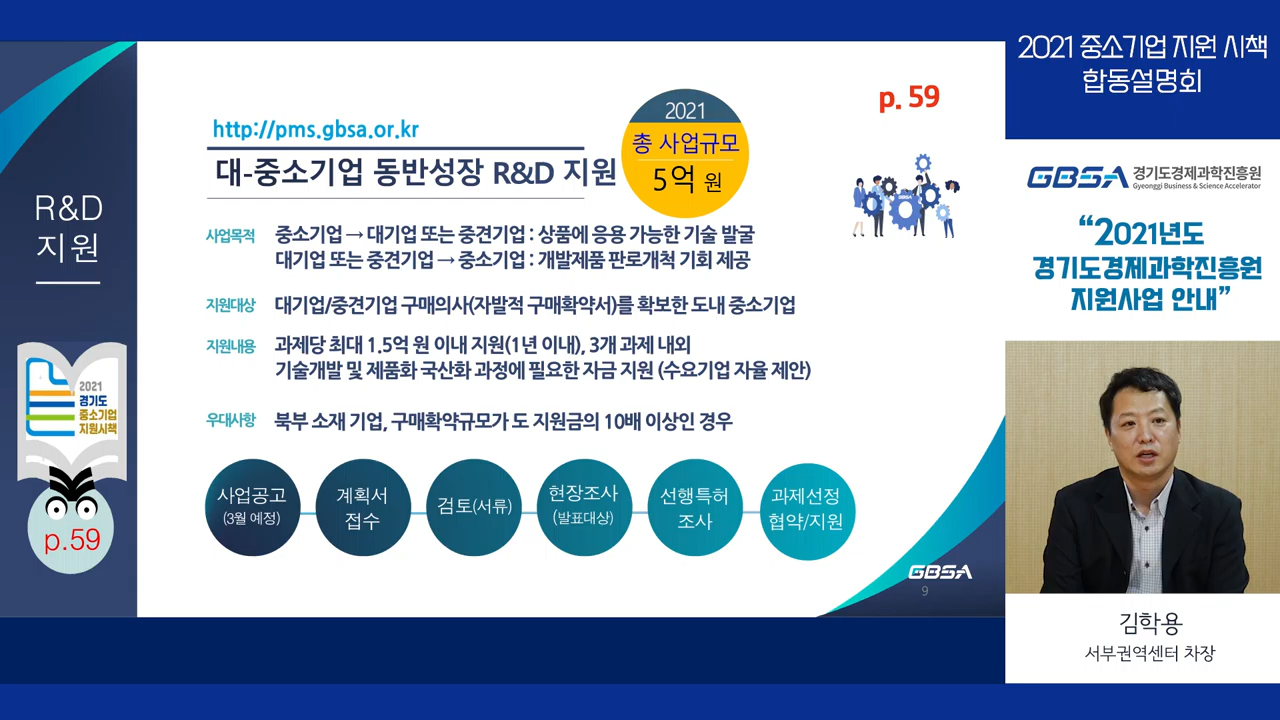 2021 중소기업 지원 시책
합동설명회
GBSA 경기도경제과학진흥원
Gyeonggi Business & Science Accelerator
“2021년도
경기도경제과학진흥원
지원사업 안내”
김학용
서부권역센터 차장
R&D
지원
2021
경기도
중소기업
지원시책
p.59
p. 59
http://pms.gbsa.or.kr
대-중소기업 동반성장 R&D 지원
2021
총 사업규모
5억 원
사업목적 중소기업 → 대기업 또는 중견기업 : 상품에 응용 가능한 기술 발굴
대기업 또는 중견기업 → 중소기업 : 개발제품 판로개척 기회 제공
지원대상 대기업/중견기업 구매의사(자발적 구매확약서)를 확보한 도내 중소기업
지원내용 과제당 최대 1.5억 원 이내 지원(1년 이내), 3개 과제 내외
기술개발 및 제품화 국산화 과정에 필요한 자금 지원 (수요기업 자율 제안)
우대사항 북부 소재 기업, 구매확약규모가 도 지원금의 10배 이상인 경우
사업공고
(3월 예정)
계획서
접수
검토(서류)
현장조사
(발표대상)
선행특허
조사
과제선정
협약/지원
GBSA
9